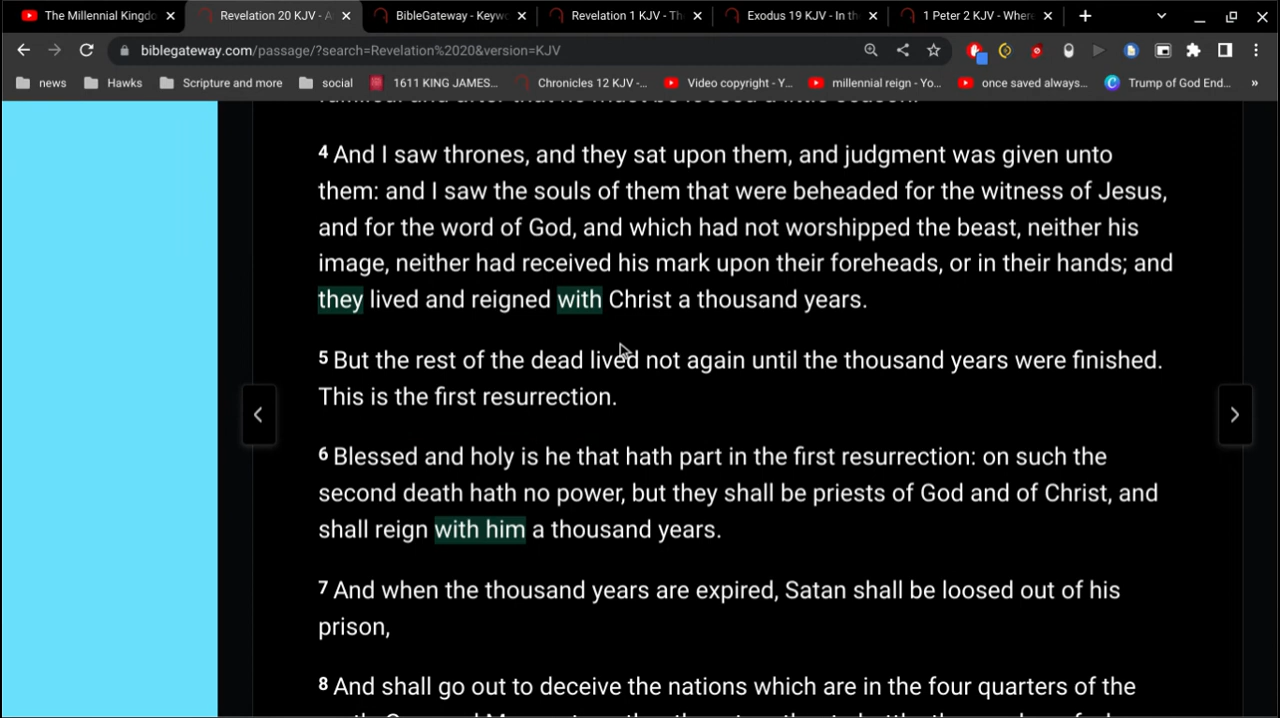 The Millennial Kingdo
Revelation 20 KJV - A
BibleGateway - Keyw
Revelation 1 KJV - Th
Exodus 19 KJV - In th
1 Peter 2 KJV - Where
biblegateway.com/passage/?search=Revelation%2020&version=KJV
news
Hawks
Scripture and more
social
1611 KING JAMES...
Chronicles 12 KJV -...
Video copyright - Y...
millennial reign - Yo...
once saved always...
Trump of God End...
4 And I saw thrones, and they sat upon them, and judgment was given unto
them: and I saw the souls of them that were beheaded for the witness of Jesus,
and for the word of God, and which had not worshipped the beast, neither his
image, neither had received his mark upon their foreheads, or in their hands; and
they lived and reigned with Christ a thousand years.
5 But the rest of the dead lived not again until the thousand years were finished.
This is the first resurrection.
6 Blessed and holy is he that hath part in the first resurrection: on such the
second death hath no power, but they shall be priests of God and of Christ, and
shall reign with him a thousand years.
7 And when the thousand years are expired, Satan shall be loosed out of his
prison,
8 And shall go out to deceive the nations which are in the four quarters of the